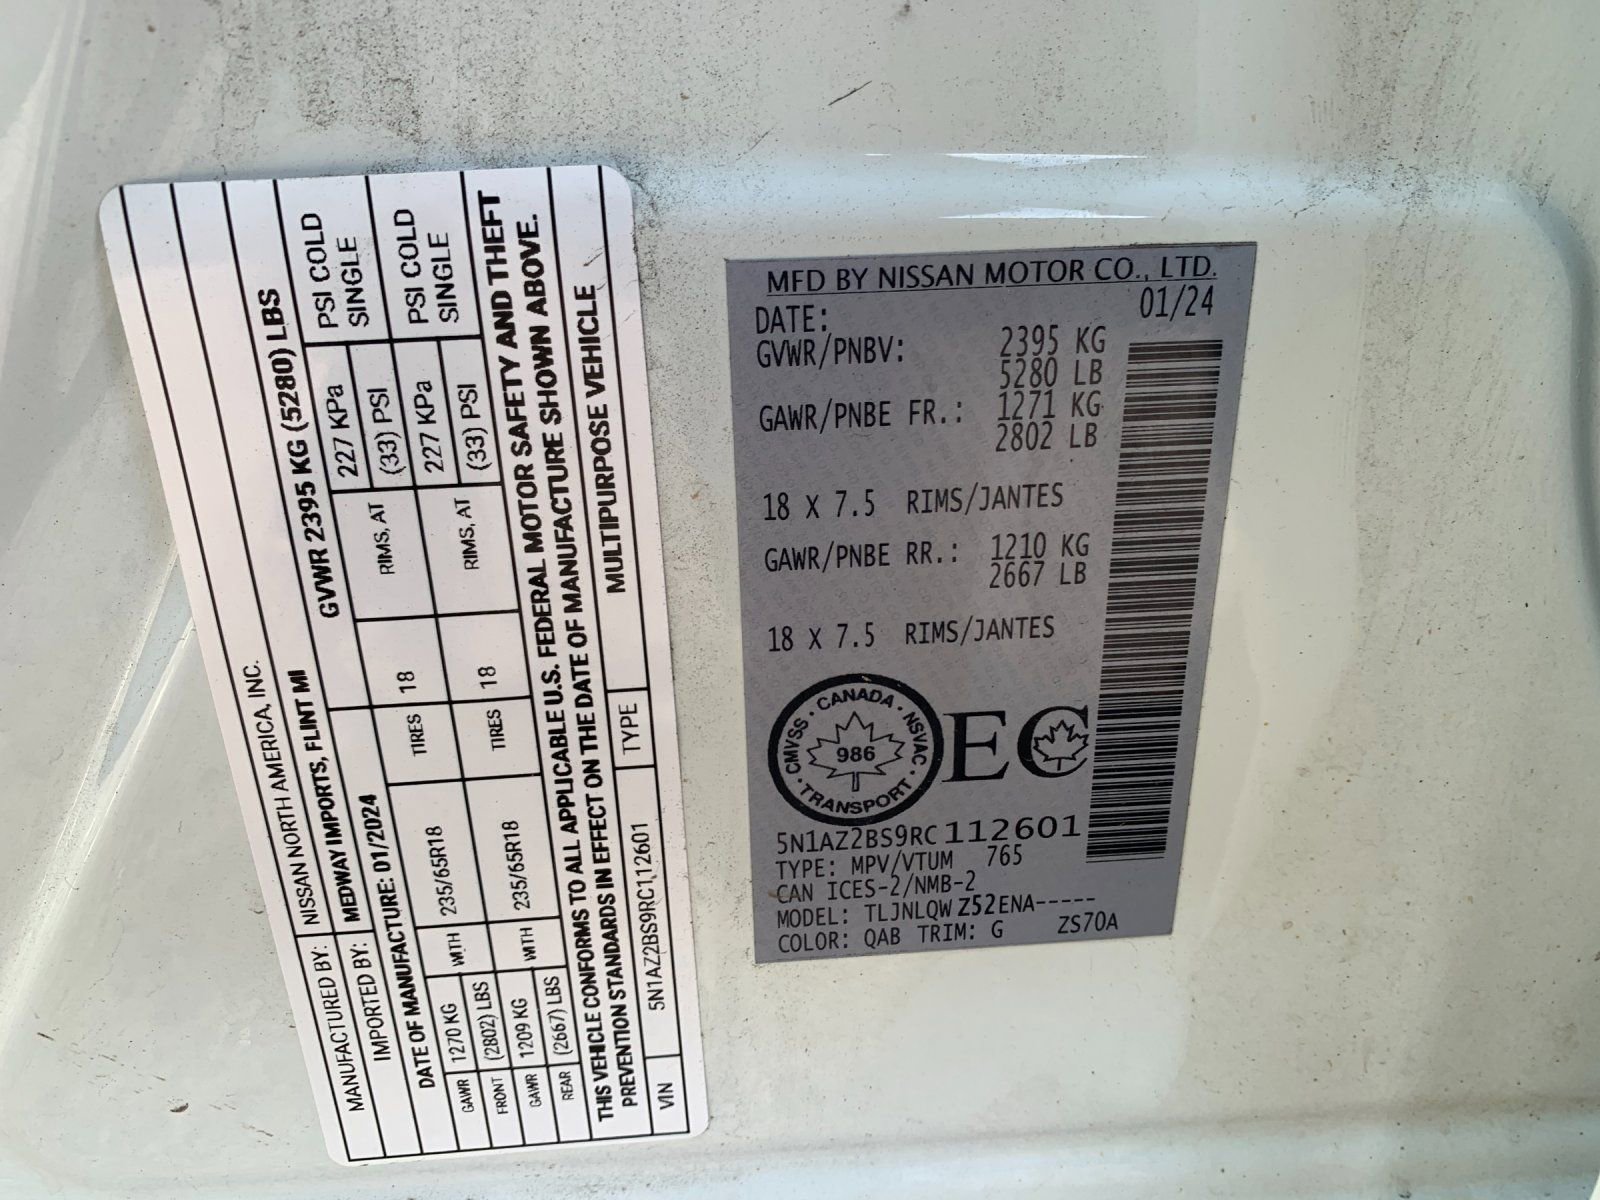 MANUFACTURED BY: NISSAN NORTH AMERICA, INC.
IMPORTED BY: MEDWAY IMPORTS, FLINT MI
DATE OF MANUFACTURE: 01/2024 GVWR 2395 KG (5280) LBS
GAWR 1270 KG WITH 235/65R18 TIRES 18 RIMS, AT 227 KPa PSI COLD
FRONT (2802) LBS (33) PSI SINGLE
GAWR 1209 KG WITH 235/65R18 TIRES 18 RIMS, AT 227 KPa PSI COLD
REAR (2667) LBS (33) PSI SINGLE
THIS VEHICLE CONFORMS TO ALL APPLICABLE U.S. FEDERAL MOTOR SAFETY AND THEFT
PREVENTION STANDARDS IN EFFECT ON THE DATE OF MANUFACTURE SHOWN ABOVE.
VIN 5N1AZ2BS9RC112601 TYPE MULTIPURPOSE VEHICLE
MFD BY NISSAN MOTOR CO., LTD.
DATE: 01/24
GVWR/PNBV: 2395 KG
5280 LB
GAWR/PNBE FR.: 1271 KG
2802 LB
18 X 7.5 RIMS/JANTES
GAWR/PNBE RR.: 1210 KG
2667 LB
18 X 7.5 RIMS/JANTES
CMVSS · CANADA · NSVAC · TRANSPORT ·
986
EC
5N1AZ2BS9RC112601
TYPE: MPV/VTUM 765
CAN ICES-2/NMB-2
MODEL: TLJNLQWZ52ENA-----
COLOR: QAB TRIM: G ZS70A